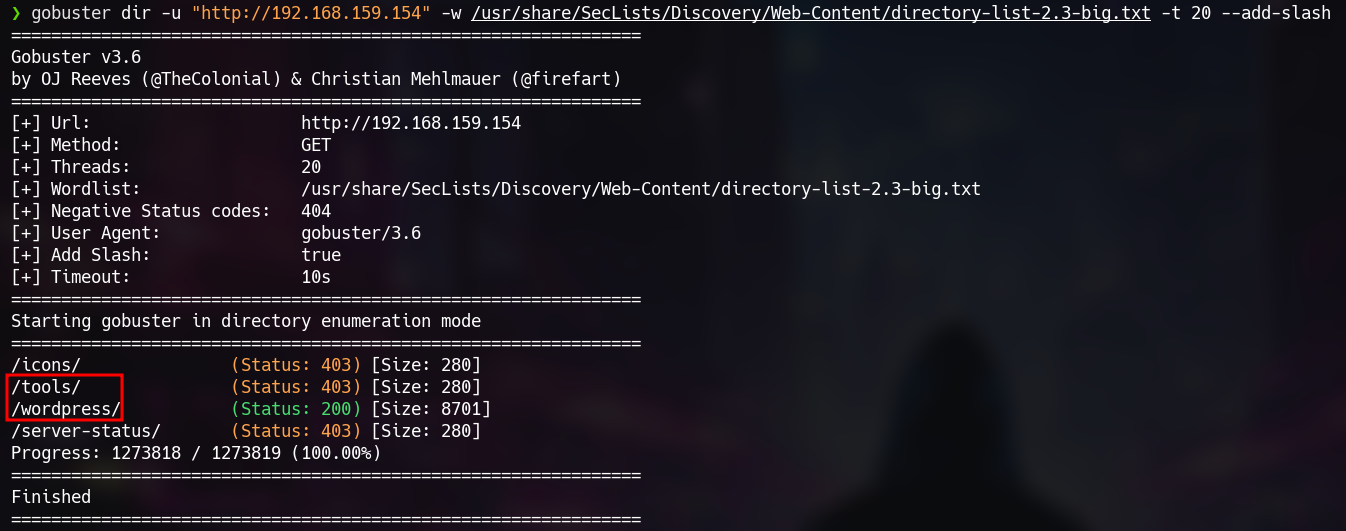 ❯ gobuster dir -u "http://192.168.159.154" -w /usr/share/SecLists/Discovery/Web-Content/directory-list-2.3-big.txt -t 20 --add-slash
===============================================================
Gobuster v3.6
by OJ Reeves (@TheColonial) & Christian Mehlmauer (@firefart)
===============================================================
[+] Url:                     http://192.168.159.154
[+] Method:                  GET
[+] Threads:                 20
[+] Wordlist:                /usr/share/SecLists/Discovery/Web-Content/directory-list-2.3-big.txt
[+] Negative Status codes:   404
[+] User Agent:              gobuster/3.6
[+] Add Slash:               true
[+] Timeout:                 10s
===============================================================
Starting gobuster in directory enumeration mode
===============================================================
/icons/               (Status: 403) [Size: 280]
/tools/               (Status: 403) [Size: 280]
/wordpress/           (Status: 200) [Size: 8701]
/server-status/       (Status: 403) [Size: 280]
Progress: 1273818 / 1273819 (100.00%)
===============================================================
Finished
===============================================================